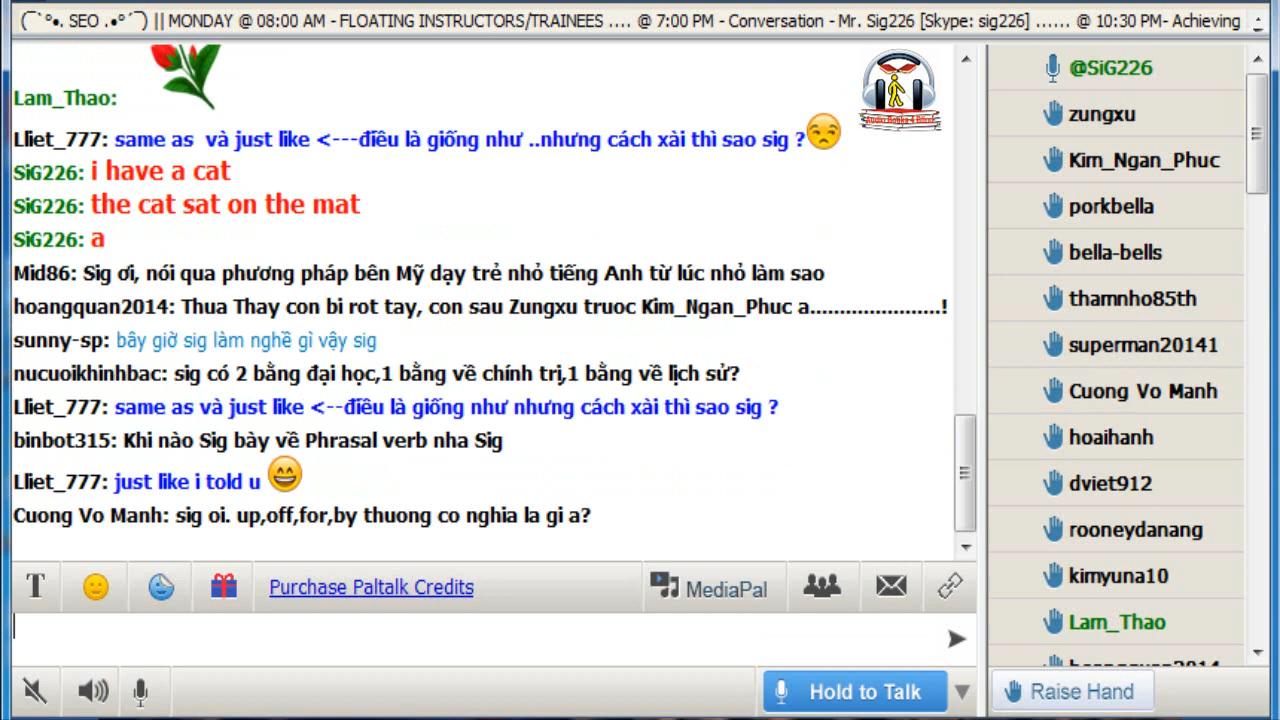 (¯`°•. SEO .•°´¯) || MONDAY @ 08:00 AM - FLOATING INSTRUCTORS/TRAINEES .... @ 7:00 PM - Conversation - Mr. Sig226 [Skype: sig226] ...... @ 10:30 PM- Achieving
Lam_Thao:
Audio Books 4 Blind
Lliet_777: same as và just like <---điều là giống như ..nhưng cách xài thì sao sig ?
SiG226: i have a cat
SiG226: the cat sat on the mat
SiG226: a
Mid86: Sig ơi, nói qua phương pháp bên Mỹ dạy trẻ nhỏ tiếng Anh từ lúc nhỏ làm sao
hoangquan2014: Thua Thay con bi rot tay, con sau Zungxu truoc Kim_Ngan_Phuc a......................!
sunny-sp: bây giờ sig làm nghề gì vậy sig
nucuoikhinhbac: sig có 2 bằng đại học,1 bằng về chính trị,1 bằng về lịch sử?
Lliet_777: same as và just like <--điều là giống như nhưng cách xài thì sao sig ?
binbot315: Khi nào Sig bày về Phrasal verb nha Sig
Lliet_777: just like i told u
Cuong Vo Manh: sig oi. up,off,for,by thuong co nghia la gi a?
T
Purchase Paltalk Credits
MediaPal
Hold to Talk
@SiG226
zungxu
Kim_Ngan_Phuc
porkbella
bella-bells
thamnho85th
superman20141
Cuong Vo Manh
hoaihanh
dviet912
rooneydanang
kimyuna10
Lam_Thao
hoangquan2014
Raise Hand